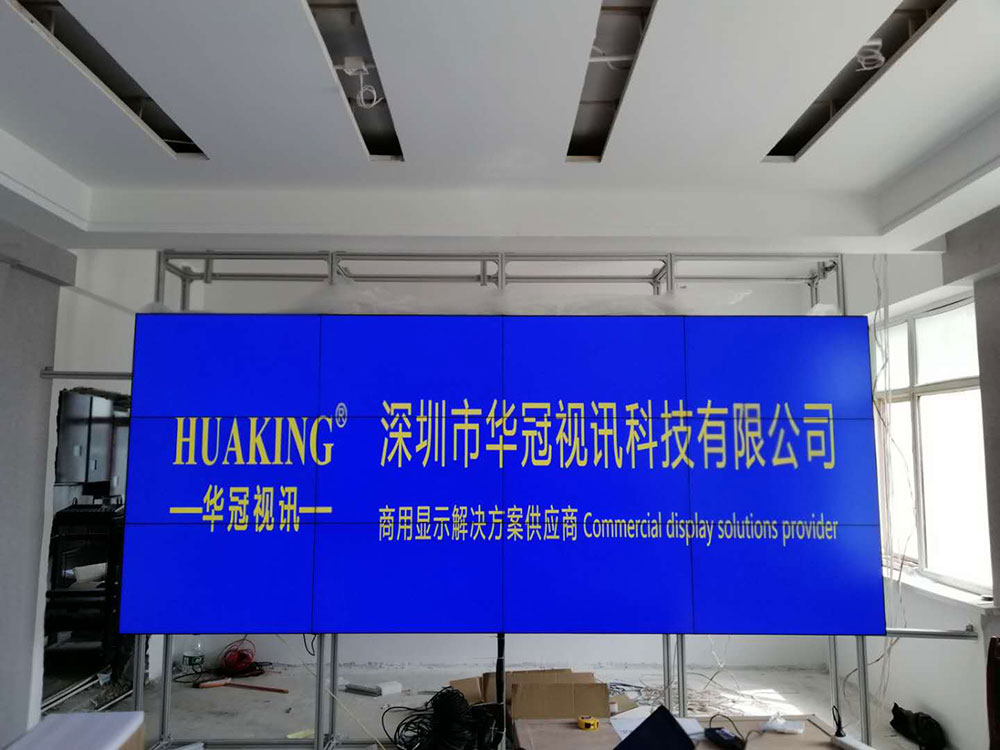 HUAKING®
—华冠视讯—
深圳市华冠视讯科技有限公司
商用显示解决方案供应商 Commercial display solutions provider